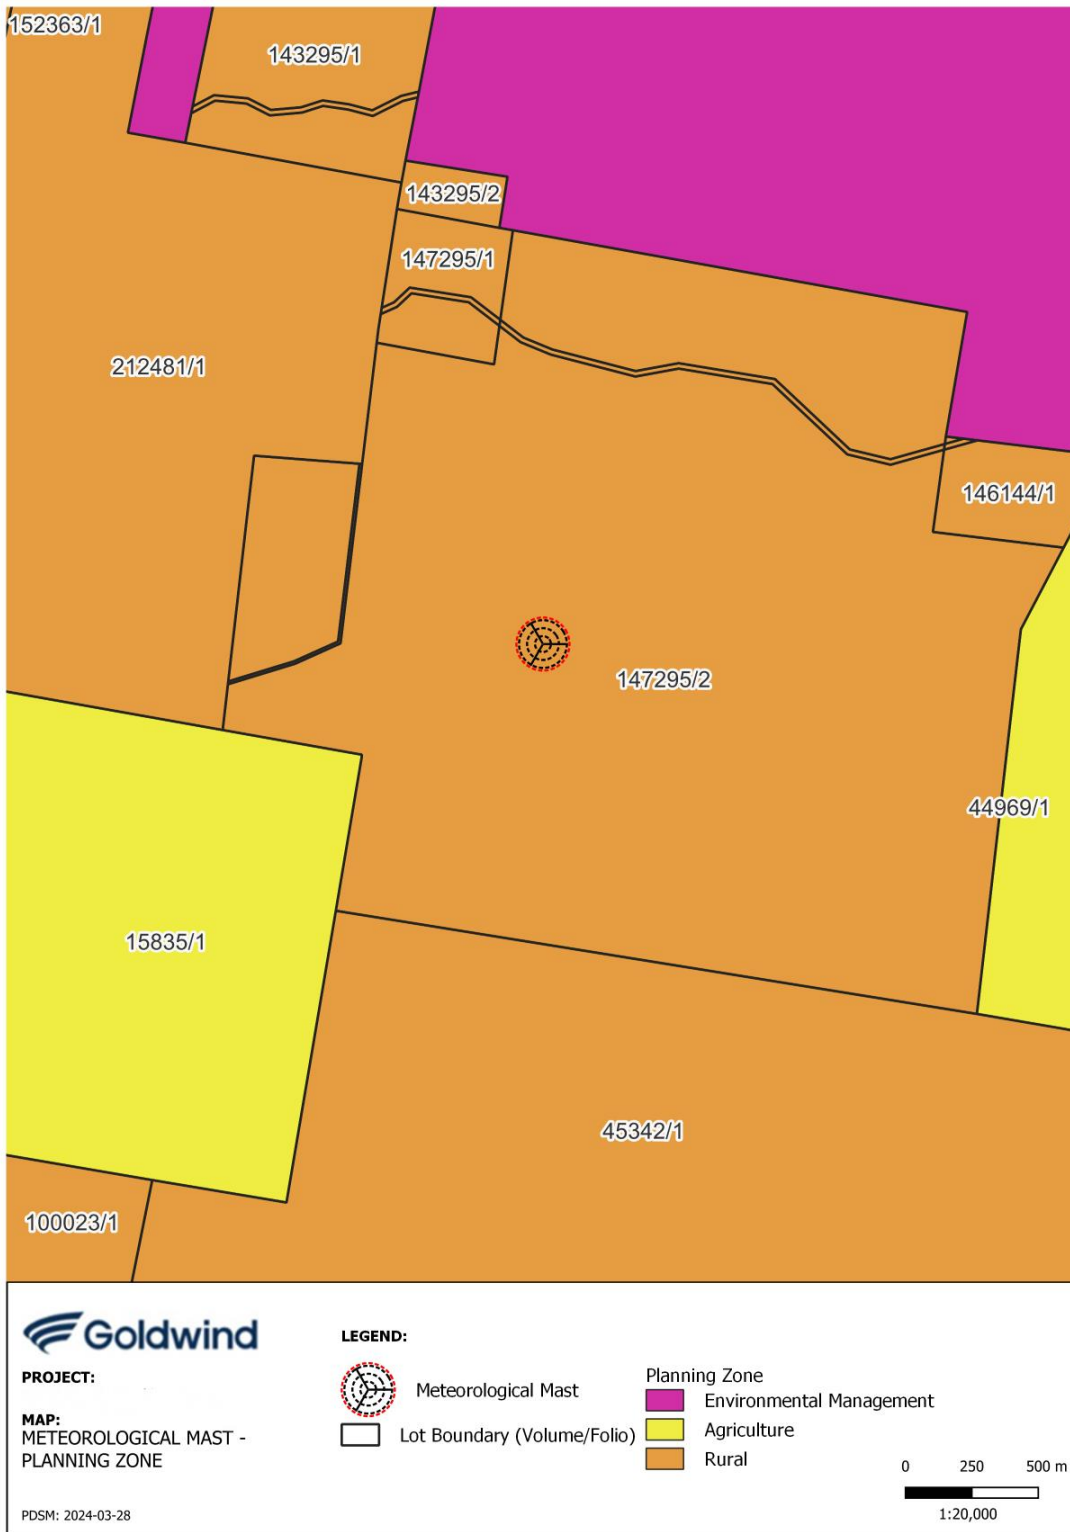 152363/1
143295/1
143295/2
147295/1
212481/1
146144/1
147295/2
44969/1
15835/1
45342/1
100023/1
Goldwind
PROJECT:
MAP:
METEOROLOGICAL MAST -
PLANNING ZONE
PDSM: 2024-03-28
LEGEND:
Meteorological Mast
Lot Boundary (Volume/Folio)
Planning Zone
Environmental Management
Agriculture
Rural
0 250 500 m
1:20,000